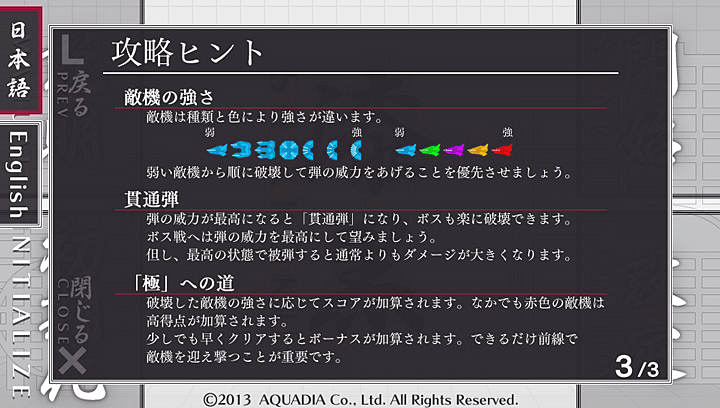 日本語
English
INITIALIZE
L
戻る
PREV
閉じる
CLOSE
×
攻略ヒント
敵機の強さ
敵機は種類と色により強さが違います。
弱 強 弱 強
弱い敵機から順に破壊して弾の威力をあげることを優先させましょう。
貫通弾
弾の威力が最高になると「貫通弾」になり、ボスも楽に破壊できます。
ボス戦へは弾の威力を最高にして望みましょう。
但し、最高の状態で被弾すると通常よりもダメージが大きくなります。
「極」への道
破壊した敵機の強さに応じてスコアが加算されます。なかでも赤色の敵機は
高得点が加算されます。
少しでも早くクリアするとボーナスが加算されます。できるだけ前線で
敵機を迎え撃つことが重要です。
3/3
©2013 AQUADIA Co., Ltd. All Rights Reserved.